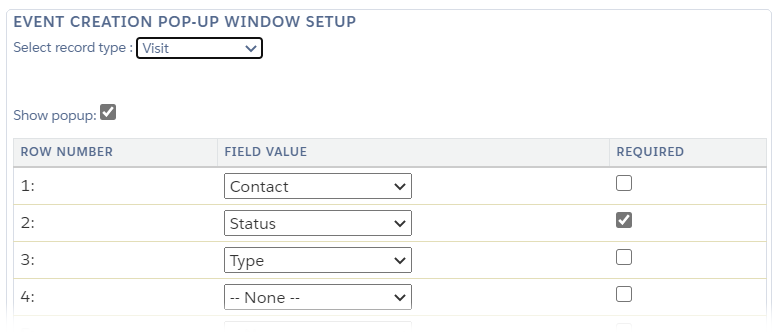 EVENT CREATION POP-UP WINDOW SETUP
Select record type : Visit
Show popup:
ROW NUMBER FIELD VALUE REQUIRED
1: Contact
2: Status
3: Type
4: -- None --